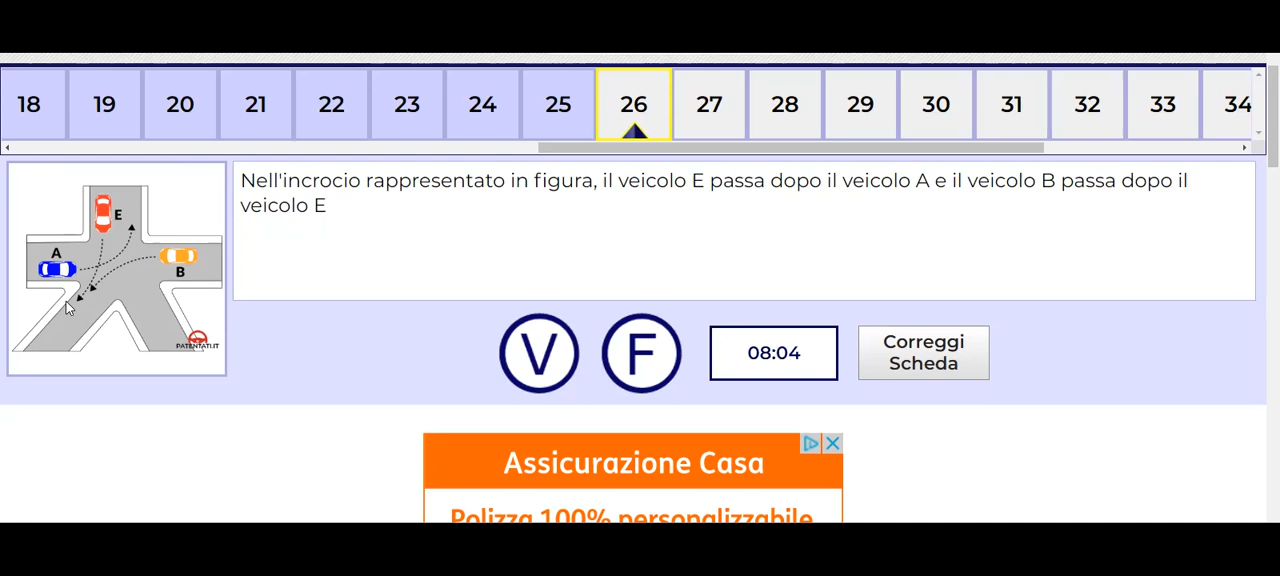 18 19 20 21 22 23 24 25 26 27 28 29 30 31 32 33 34
Nell'incrocio rappresentato in figura, il veicolo E passa dopo il veicolo A e il veicolo B passa dopo il
veicolo E
E
A
B
PATENTATI.IT
V F 08:04 Correggi
Scheda
Assicurazione Casa
Polizza 100% personalizzabile